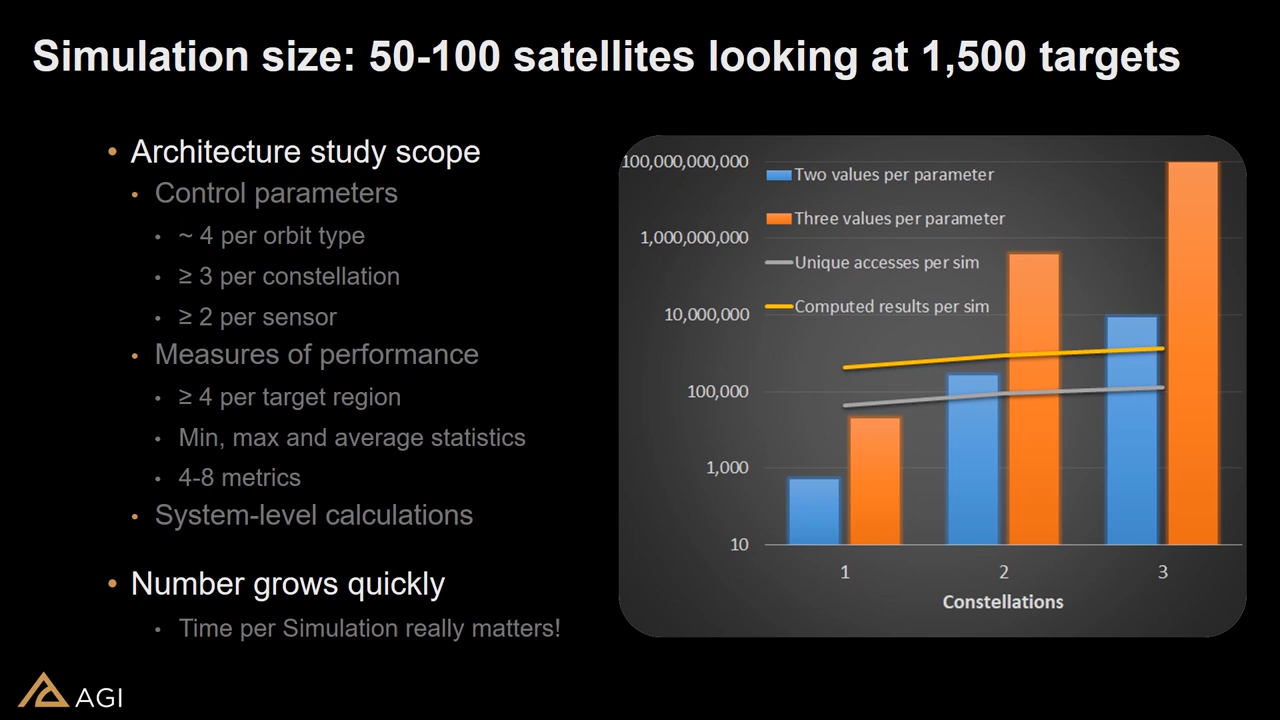 Simulation size: 50-100 satellites looking at 1,500 targets
• Architecture study scope
• Control parameters
• ~ 4 per orbit type
• ≥ 3 per constellation
• ≥ 2 per sensor
• Measures of performance
• ≥ 4 per target region
• Min, max and average statistics
• 4-8 metrics
• System-level calculations
• Number grows quickly
• Time per Simulation really matters!
100,000,000,000
1,000,000,000
10,000,000
100,000
1,000
10
Two values per parameter
Three values per parameter
Unique accesses per sim
Computed results per sim
1 2 3
Constellations
AGI